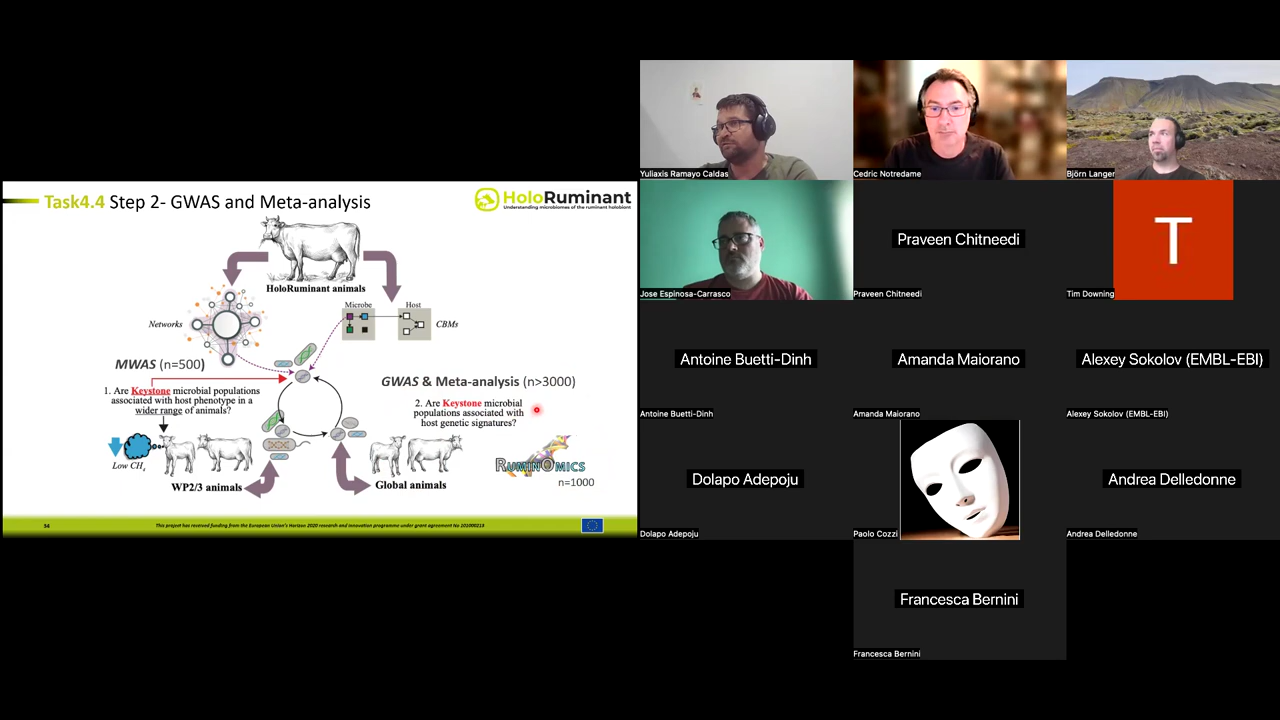 Task4.4 Step 2- GWAS and Meta-analysis
HoloRuminant
Understanding microbiomes of the ruminant holobiont
HoloRuminant animals
Networks
Microbe
Host
CBMs
MWAS (n=500)
GWAS & Meta-analysis (n>3000)
1. Are Keystone microbial populations
associated with host phenotype in a
wider range of animals?
2. Are Keystone microbial
populations associated with
host genetic signatures?
Low CH4
WP2/3 animals
Global animals
RUMINOMICS
n=1000
54
This project has received funding from the European Union's Horizon 2020 research and innovation programme under grant agreement No 101000213
Yuliaxis Ramayo Caldas
Cedric Notredame
Björn Langer
Jose Espinosa-Carrasco
Praveen Chitneedi
Praveen Chitneedi
T
Tim Downing
Antoine Buetti-Dinh
Antoine Buetti-Dinh
Amanda Maiorano
Amanda Maiorano
Alexey Sokolov (EMBL-EBI)
Alexey Sokolov (EMBL-EBI)
Dolapo Adepoju
Dolapo Adepoju
Paolo Cozzi
Andrea Delledonne
Andrea Delledonne
Francesca Bernini
Francesca Bernini